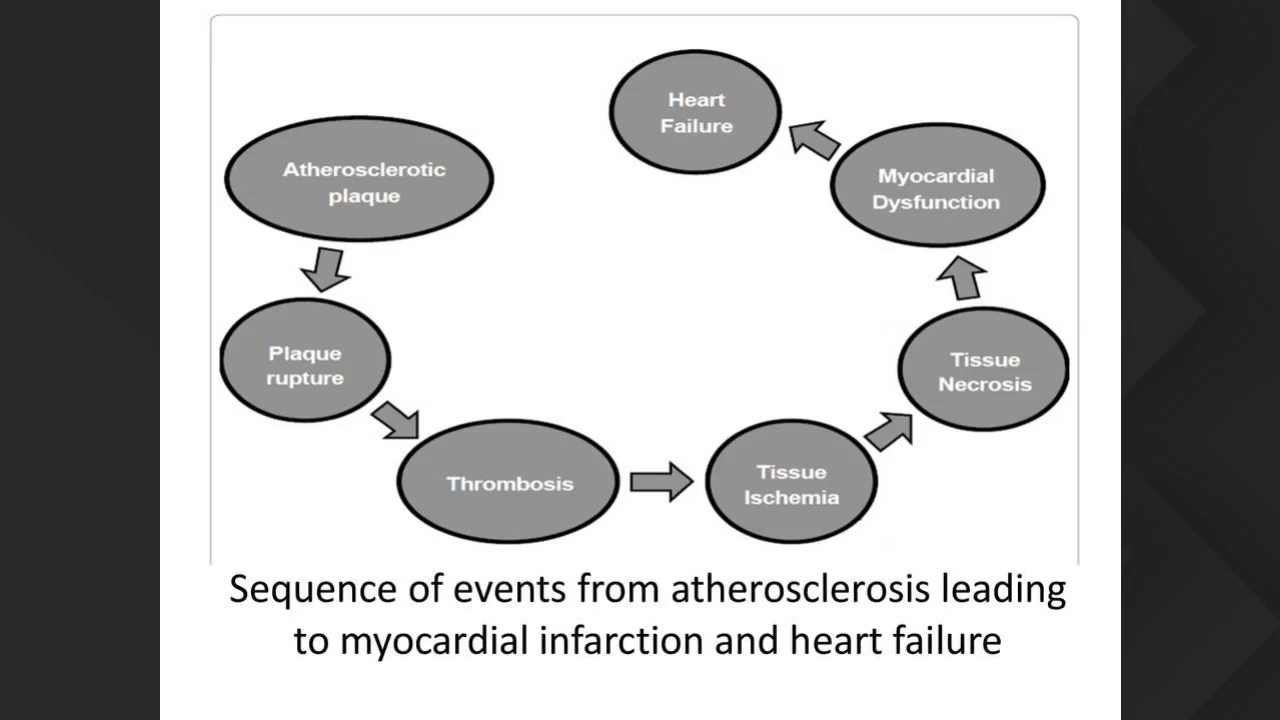 Atherosclerotic
plaque
Plaque
rupture
Thrombosis
Tissue
Ischemia
Tissue
Necrosis
Myocardial
Dysfunction
Heart
Failure
Sequence of events from atherosclerosis leading
to myocardial infarction and heart failure